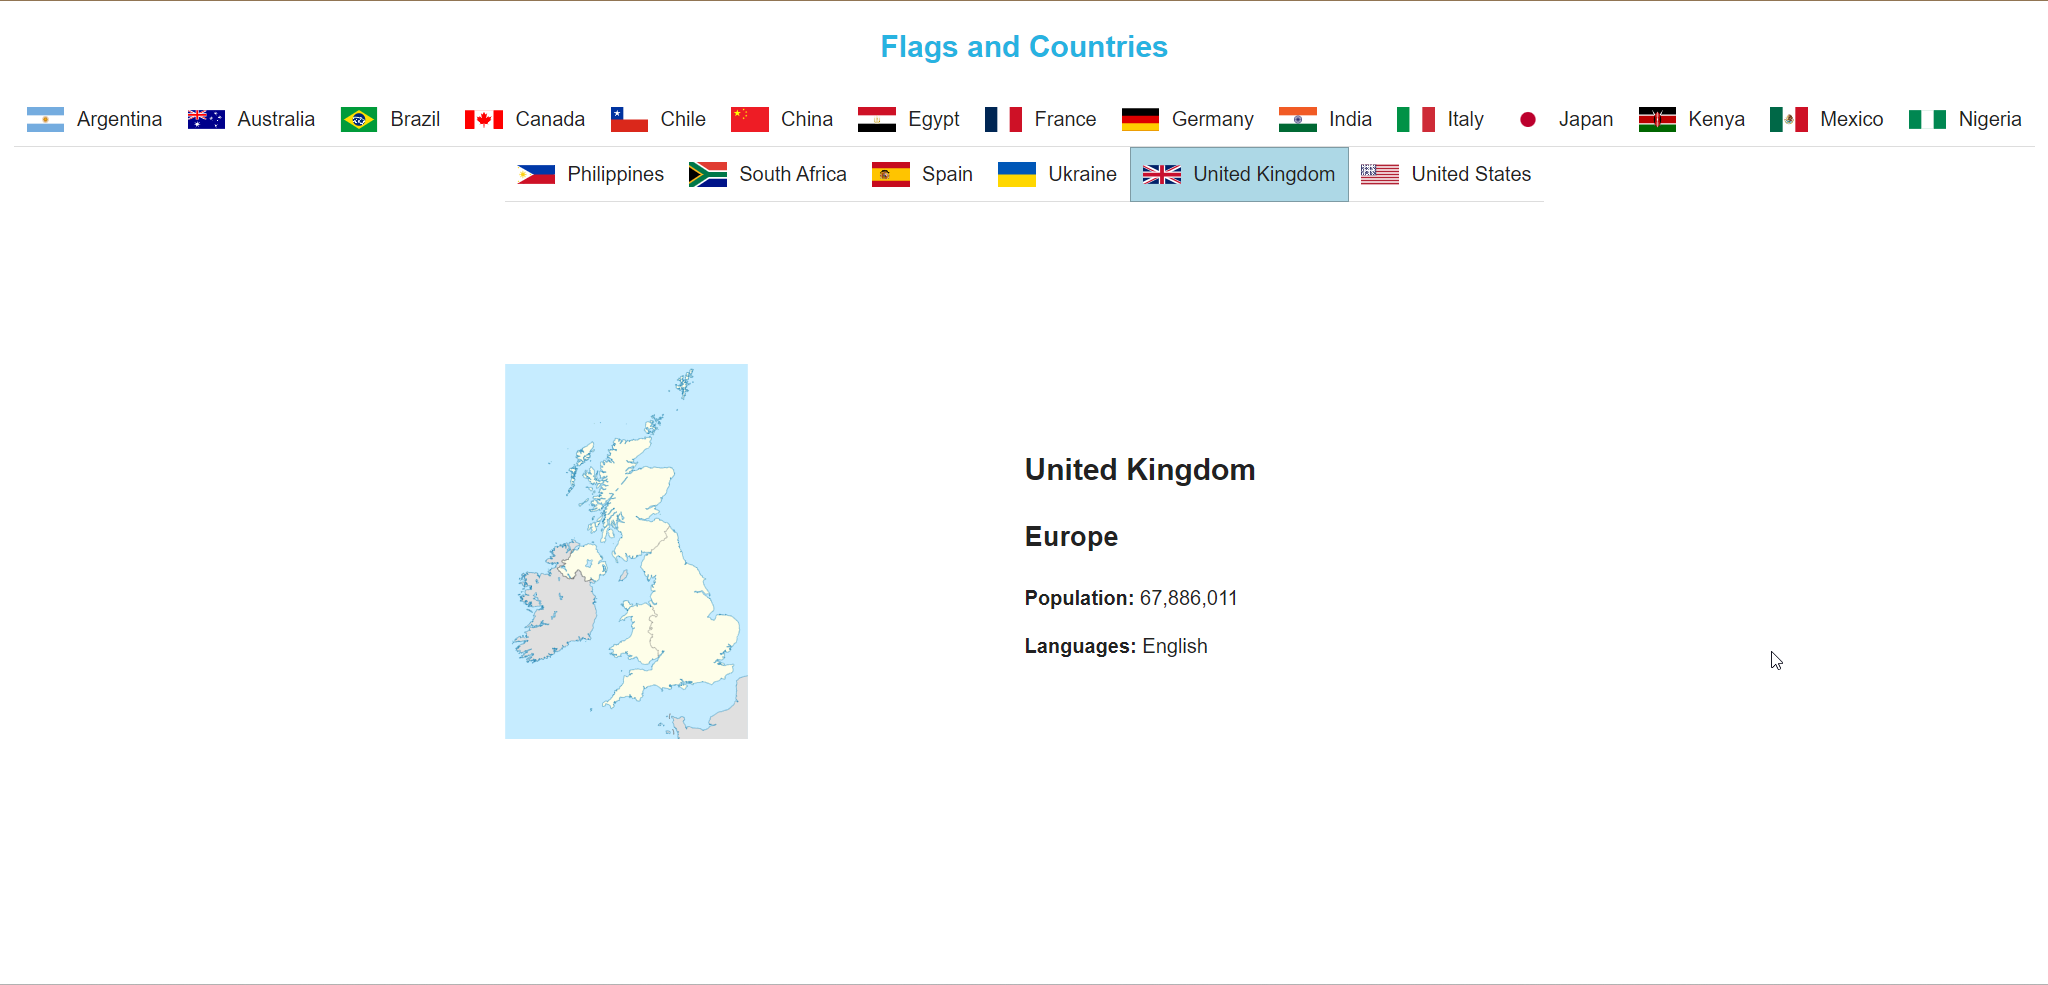 Flags and Countries
Argentina Australia Brazil Canada Chile China Egypt France Germany India Italy Japan Kenya Mexico Nigeria
Philippines South Africa Spain Ukraine United Kingdom United States
United Kingdom
Europe
Population: 67,886,011
Languages: English